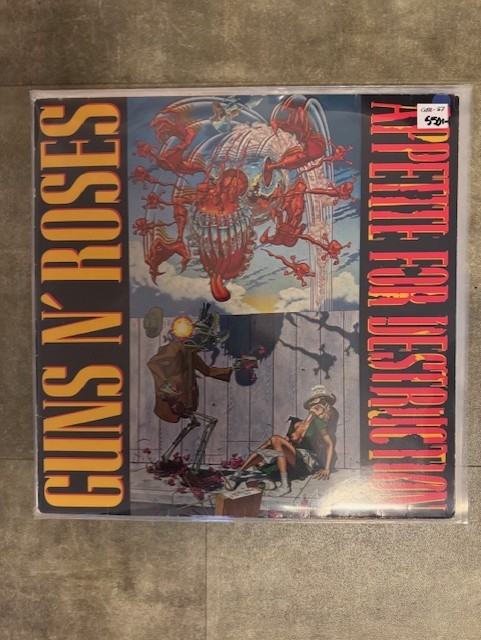 GUNS N' ROSES
APPETITE FOR DESTRUCTION